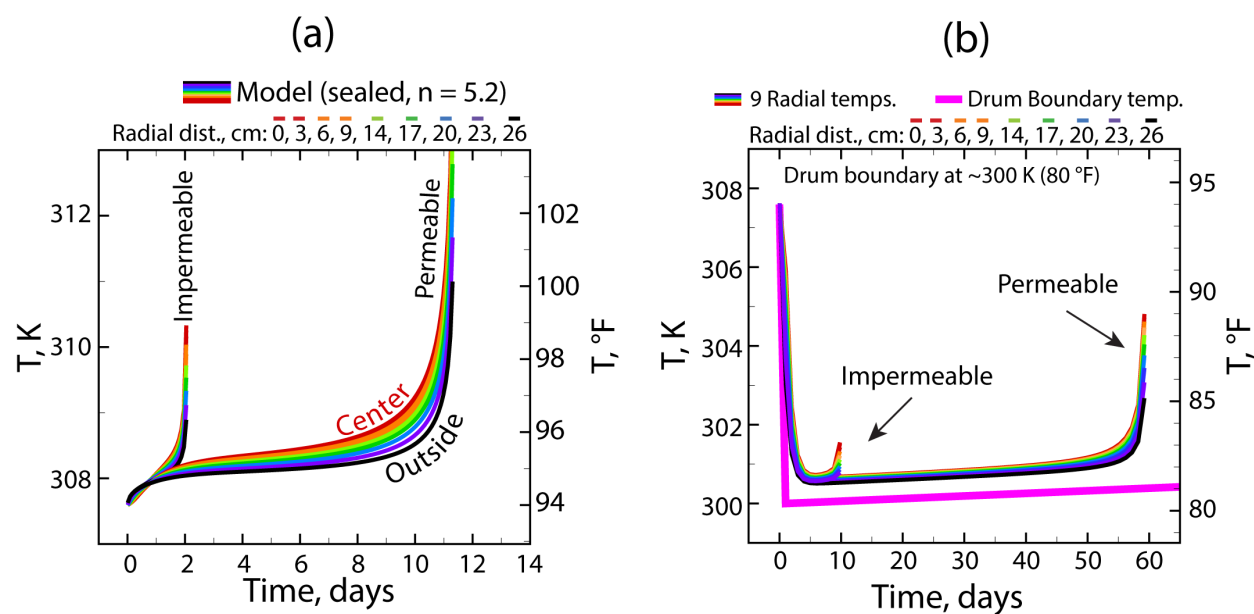 (a)
Model (sealed, n = 5.2)
Radial dist., cm: 0, 3, 6, 9, 14, 17, 20, 23, 26
312
310
308
T, K
Impermeable
Permeable
Center
Outside
102
100
98
96
94
T, °F
0 2 4 6 8 10 12 14
Time, days
(b)
9 Radial temps. Drum Boundary temp.
Radial dist., cm: 0, 3, 6, 9, 14, 17, 20, 23, 26
Drum boundary at ~300 K (80 °F)
308
306
304
302
300
T, K
Permeable
Impermeable
95
90
85
80
T, °F
0 10 20 30 40 50 60
Time, days